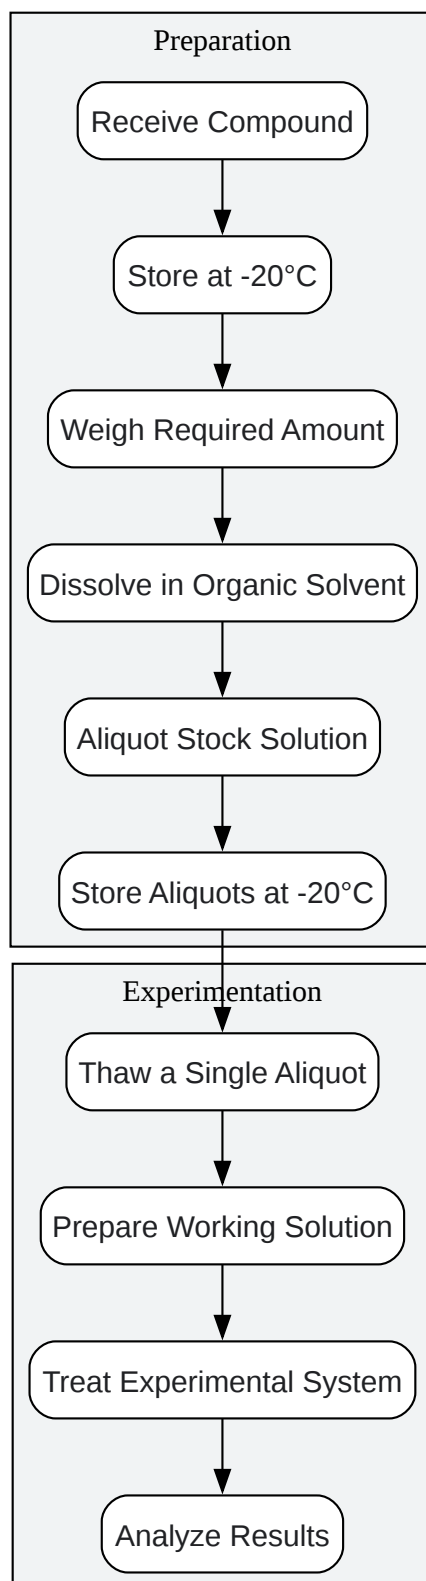 Preparation
Receive Compound
Store at -20°C
Weigh Required Amount
Dissolve in Organic Solvent
Aliquot Stock Solution
Store Aliquots at -20°C
Experimentation
Thaw a Single Aliquot
Prepare Working Solution
Treat Experimental System
Analyze Results